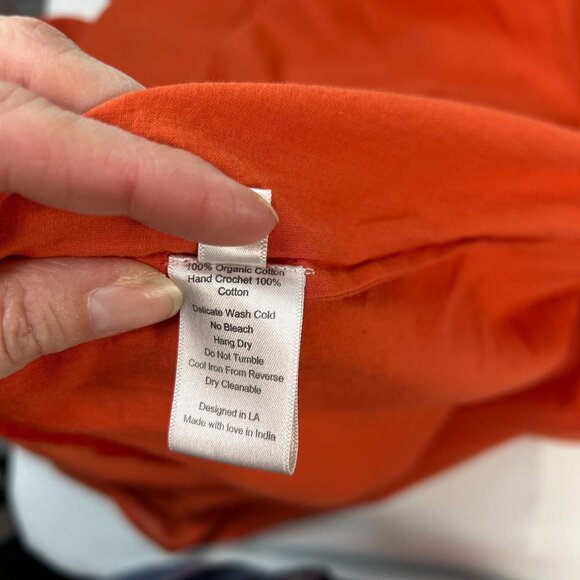 100% Organic Cotton
Hand Crochet 100%
Cotton
Delicate Wash Cold
No Bleach
Hang Dry
Do Not Tumble
Cool Iron From Reverse
Dry Cleanable
Designed in LA
Made with love in India